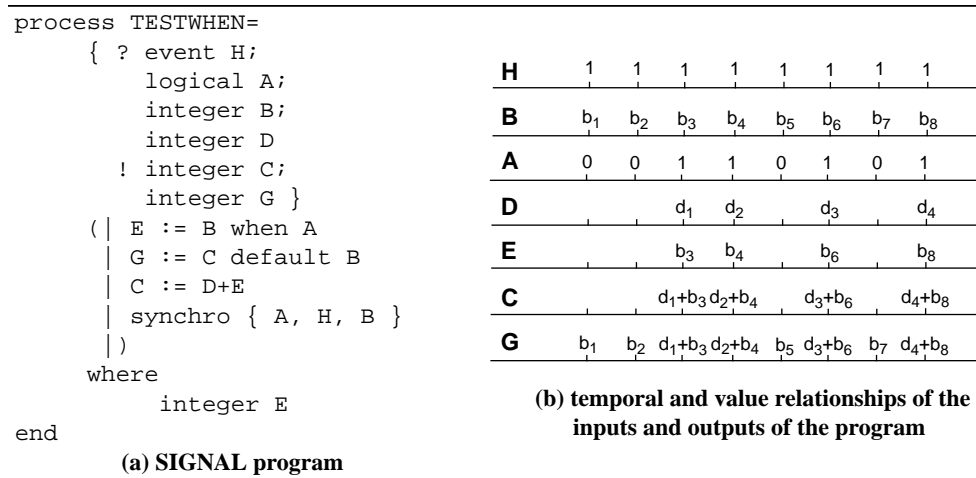 process TESTWHEN=
{ ? event H;
logical A;
integer B;
integer D
! integer C;
integer G }
(| E := B when A
| G := C default B
| C := D+E
| synchro { A, H, B }
|)
where
integer E
end
(a) SIGNAL program
H 1 1 1 1 1 1 1 1
B b1 b2 b3 b4 b5 b6 b7 b8
A 0 0 1 1 0 1 0 1
D d1 d2 d3 d4
E b3 b4 b6 b8
C d1+b3 d2+b4 d3+b6 d4+b8
G b1 b2 d1+b3 d2+b4 b5 d3+b6 b7 d4+b8
(b) temporal and value relationships of the
inputs and outputs of the program